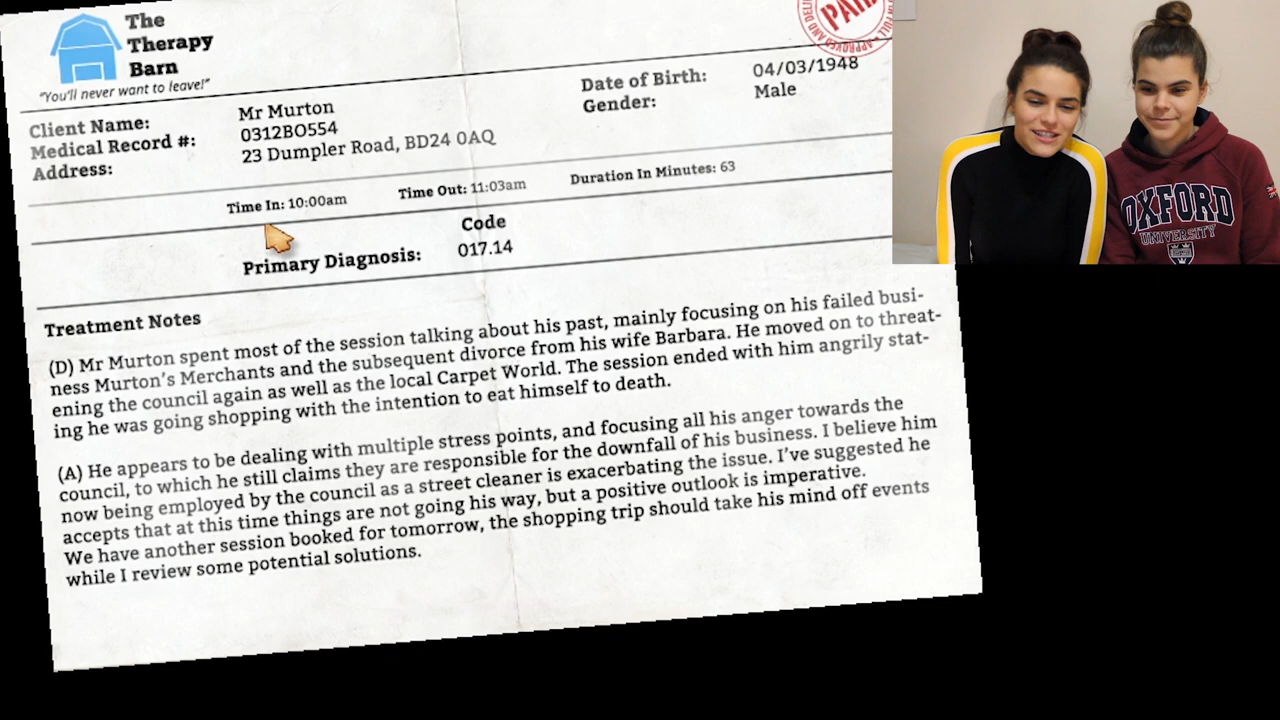 The
Therapy
Barn
"You'll never want to leave!"
PAID
Client Name: Mr Murton
Medical Record #: 0312BO554
Address: 23 Dumpler Road, BD24 0AQ
Date of Birth: 04/03/1948
Gender: Male
Time In: 10:00am Time Out: 11:03am Duration In Minutes: 63
Code
Primary Diagnosis: 017.14
Treatment Notes
(D) Mr Murton spent most of the session talking about his past, mainly focusing on his failed busi-
ness Murton's Merchants and the subsequent divorce from his wife Barbara. He moved on to threat-
ening the council again as well as the local Carpet World. The session ended with him angrily stat-
ing he was going shopping with the intention to eat himself to death.
(A) He appears to be dealing with multiple stress points, and focusing all his anger towards the
council, to which he still claims they are responsible for the downfall of his business. I believe him
now being employed by the council as a street cleaner is exacerbating the issue. I've suggested he
accepts that at this time things are not going his way, but a positive outlook is imperative.
We have another session booked for tomorrow, the shopping trip should take his mind off events
while I review some potential solutions.
OXFORD
UNIVERSITY